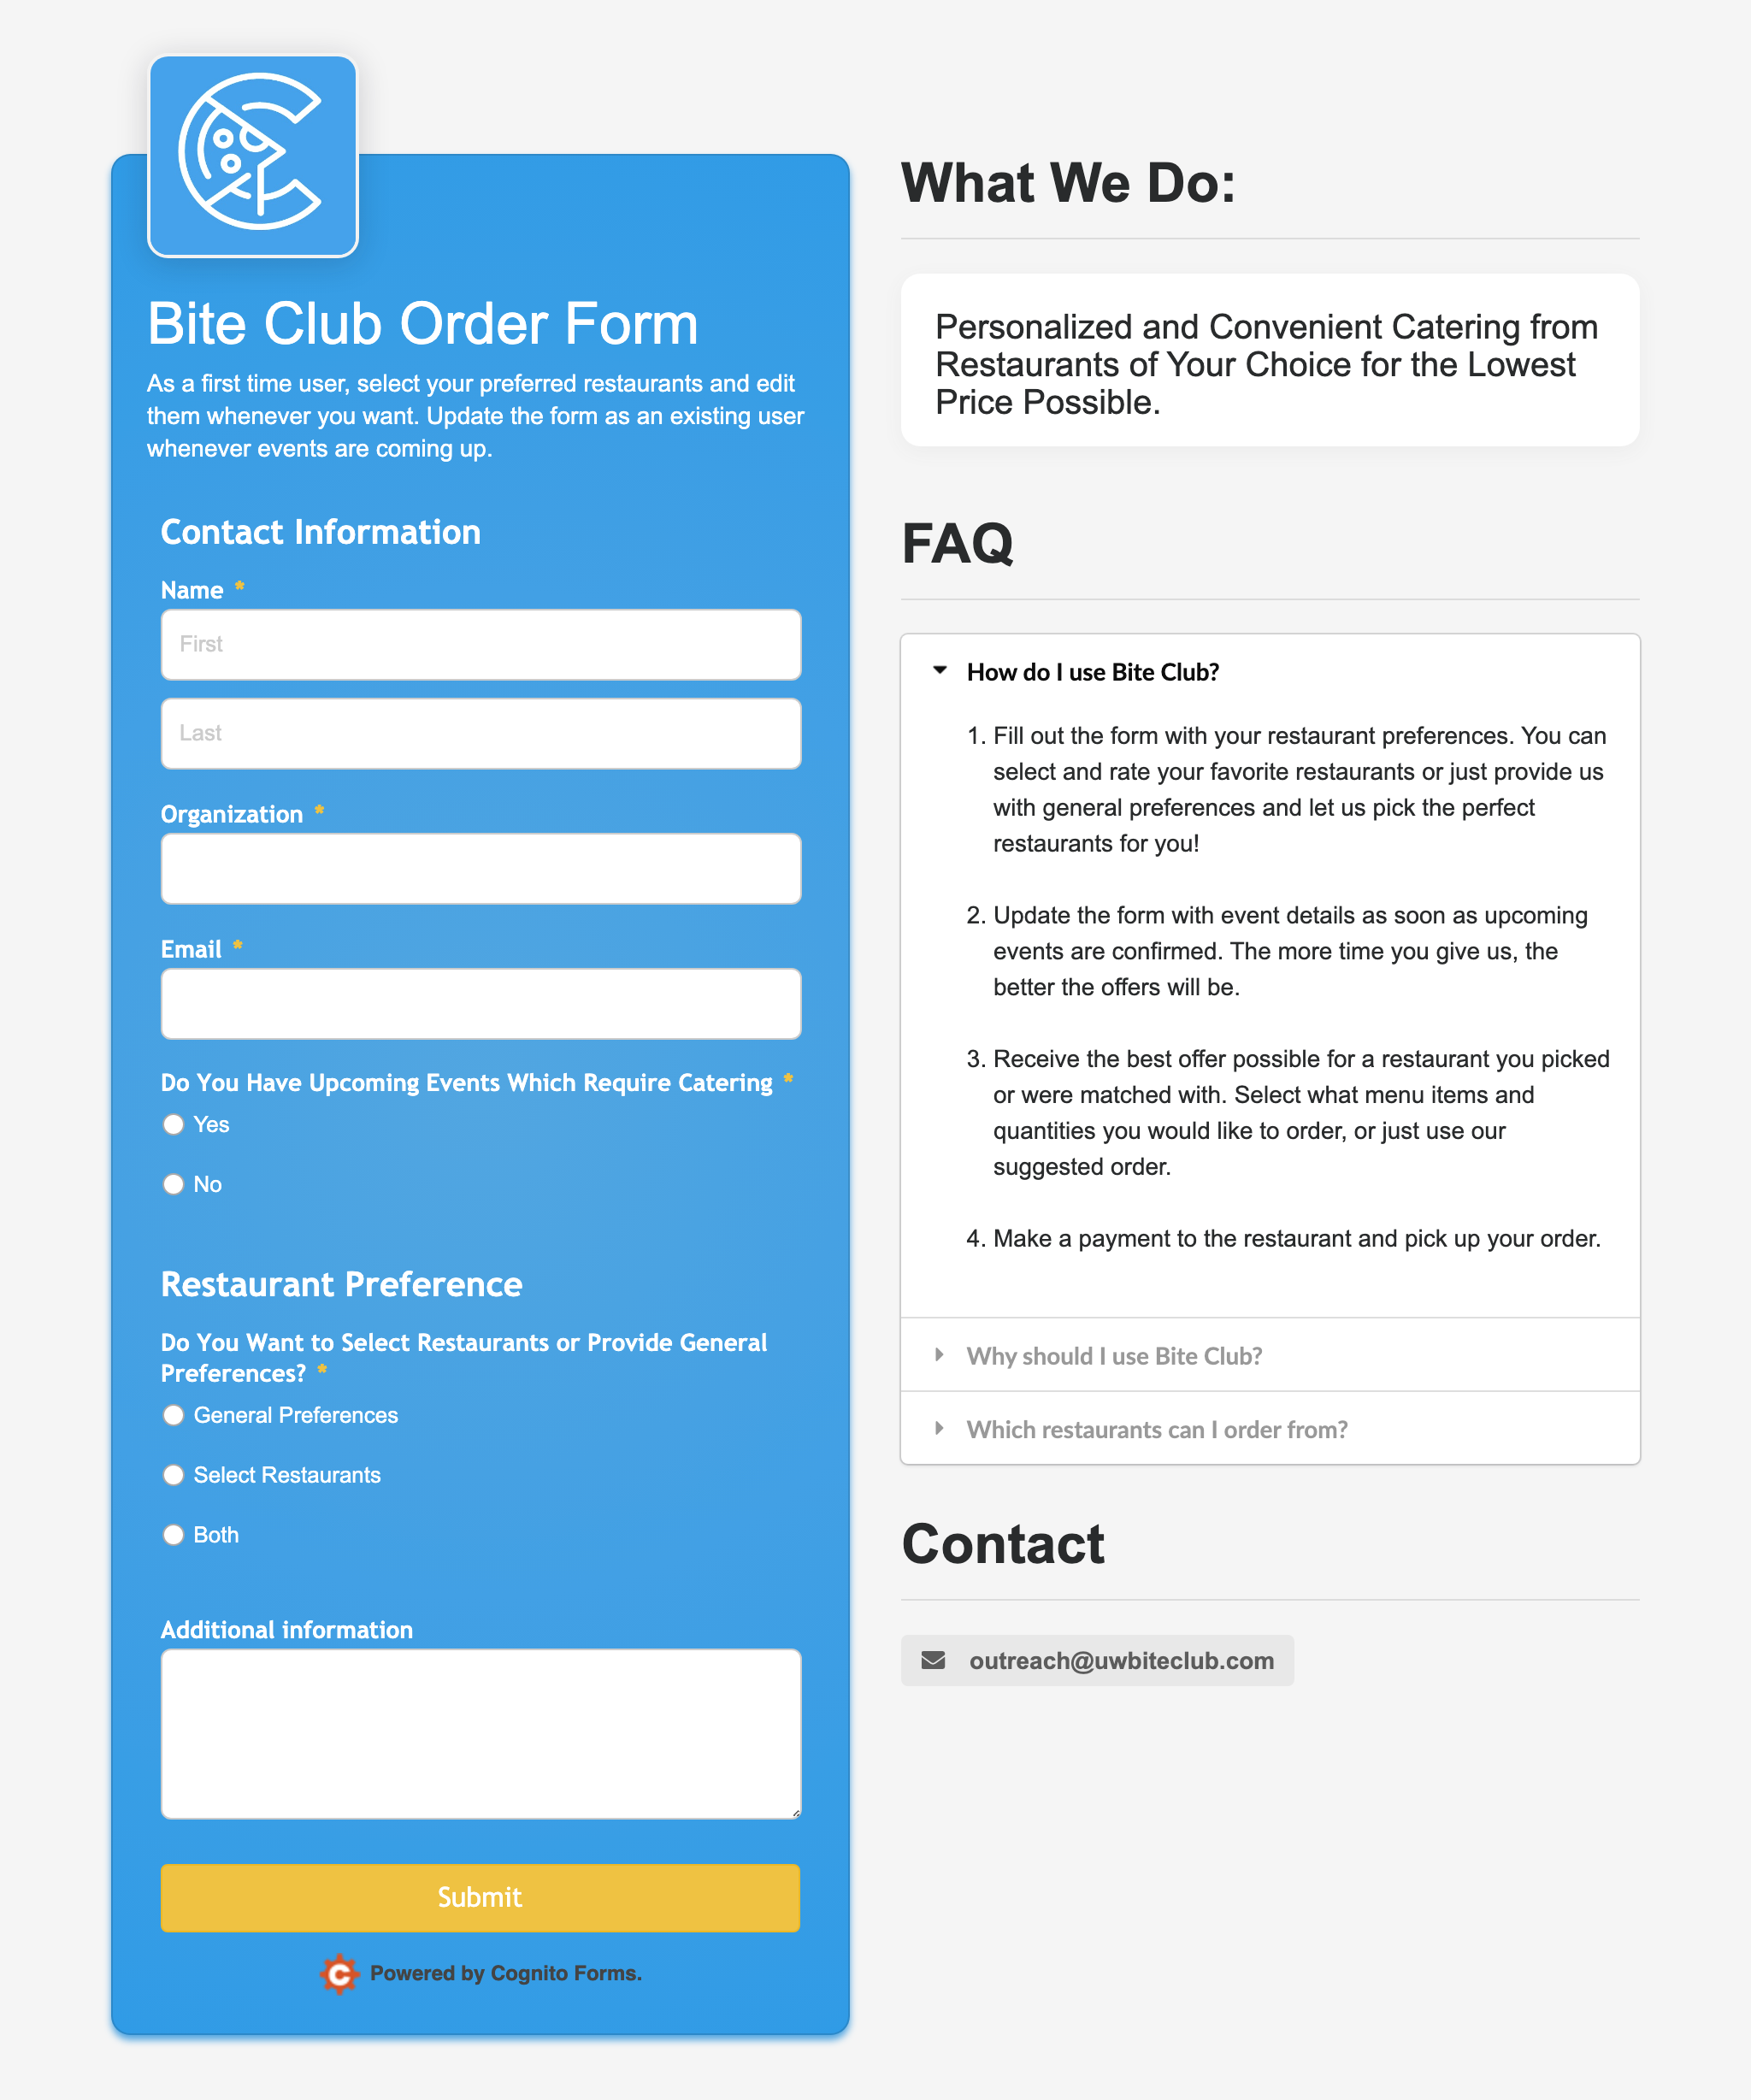 Bite Club Order Form
As a first time user, select your preferred restaurants and edit
them whenever you want. Update the form as an existing user
whenever events are coming up.
Contact Information
Name *
First
Last
Organization *
Email *
Do You Have Upcoming Events Which Require Catering *
Yes
No
Restaurant Preference
Do You Want to Select Restaurants or Provide General
Preferences? *
General Preferences
Select Restaurants
Both
Additional information
Submit
Powered by Cognito Forms.
What We Do:
Personalized and Convenient Catering from
Restaurants of Your Choice for the Lowest
Price Possible.
FAQ
How do I use Bite Club?
1. Fill out the form with your restaurant preferences. You can
select and rate your favorite restaurants or just provide us
with general preferences and let us pick the perfect
restaurants for you!
2. Update the form with event details as soon as upcoming
events are confirmed. The more time you give us, the
better the offers will be.
3. Receive the best offer possible for a restaurant you picked
or were matched with. Select what menu items and
quantities you would like to order, or just use our
suggested order.
4. Make a payment to the restaurant and pick up your order.
Why should I use Bite Club?
Which restaurants can I order from?
Contact
outreach@uwbiteclub.com